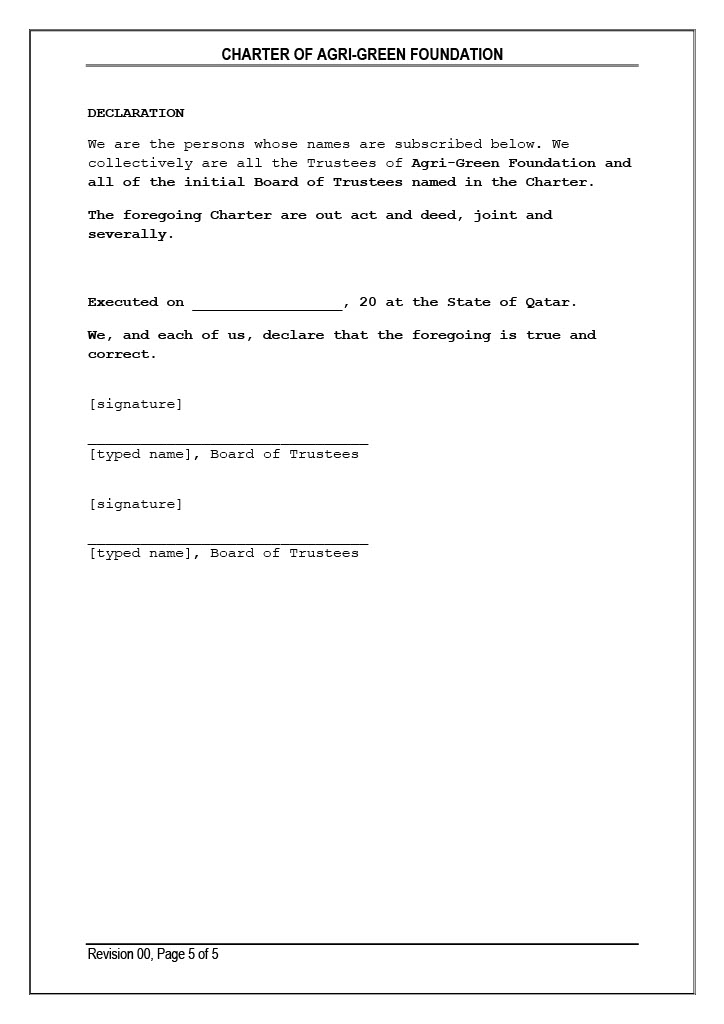 CHARTER OF AGRI-GREEN FOUNDATION
DECLARATION
We are the persons whose names are subscribed below. We
collectively are all the Trustees of Agri-Green Foundation and
all of the initial Board of Trustees named in the Charter.
The foregoing Charter are out act and deed, joint and
severally.
Executed on _________________, 20 at the State of Qatar.
We, and each of us, declare that the foregoing is true and
correct.
[signature]
________________________________
[typed name], Board of Trustees
[signature]
________________________________
[typed name], Board of Trustees
Revision 00, Page 5 of 5